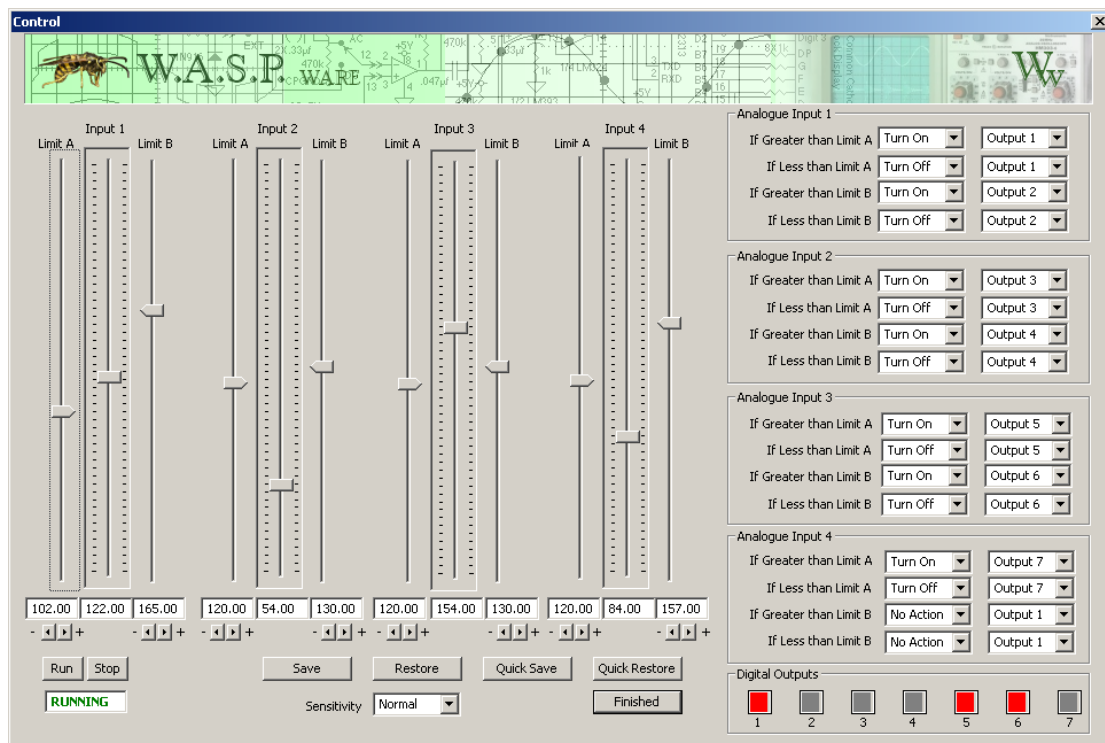 Control
W.A.S.P. WARE
Ww
Input 1
Limit A Limit B
Input 2
Limit A Limit B
Input 3
Limit A Limit B
Input 4
Limit A Limit B
102.00 122.00 165.00 120.00 54.00 130.00 120.00 154.00 130.00 120.00 84.00 157.00
- + - + - + - + - + - + - + - +
Run Stop Save Restore Quick Save Quick Restore
RUNNING
Sensitivity Normal
Finished
Analogue Input 1
If Greater than Limit A Turn On Output 1
If Less than Limit A Turn Off Output 1
If Greater than Limit B Turn On Output 2
If Less than Limit B Turn Off Output 2
Analogue Input 2
If Greater than Limit A Turn On Output 3
If Less than Limit A Turn Off Output 3
If Greater than Limit B Turn On Output 4
If Less than Limit B Turn Off Output 4
Analogue Input 3
If Greater than Limit A Turn On Output 5
If Less than Limit A Turn Off Output 5
If Greater than Limit B Turn On Output 6
If Less than Limit B Turn Off Output 6
Analogue Input 4
If Greater than Limit A Turn On Output 7
If Less than Limit A Turn Off Output 7
If Greater than Limit B No Action Output 1
If Less than Limit B No Action Output 1
Digital Outputs
1 2 3 4 5 6 7